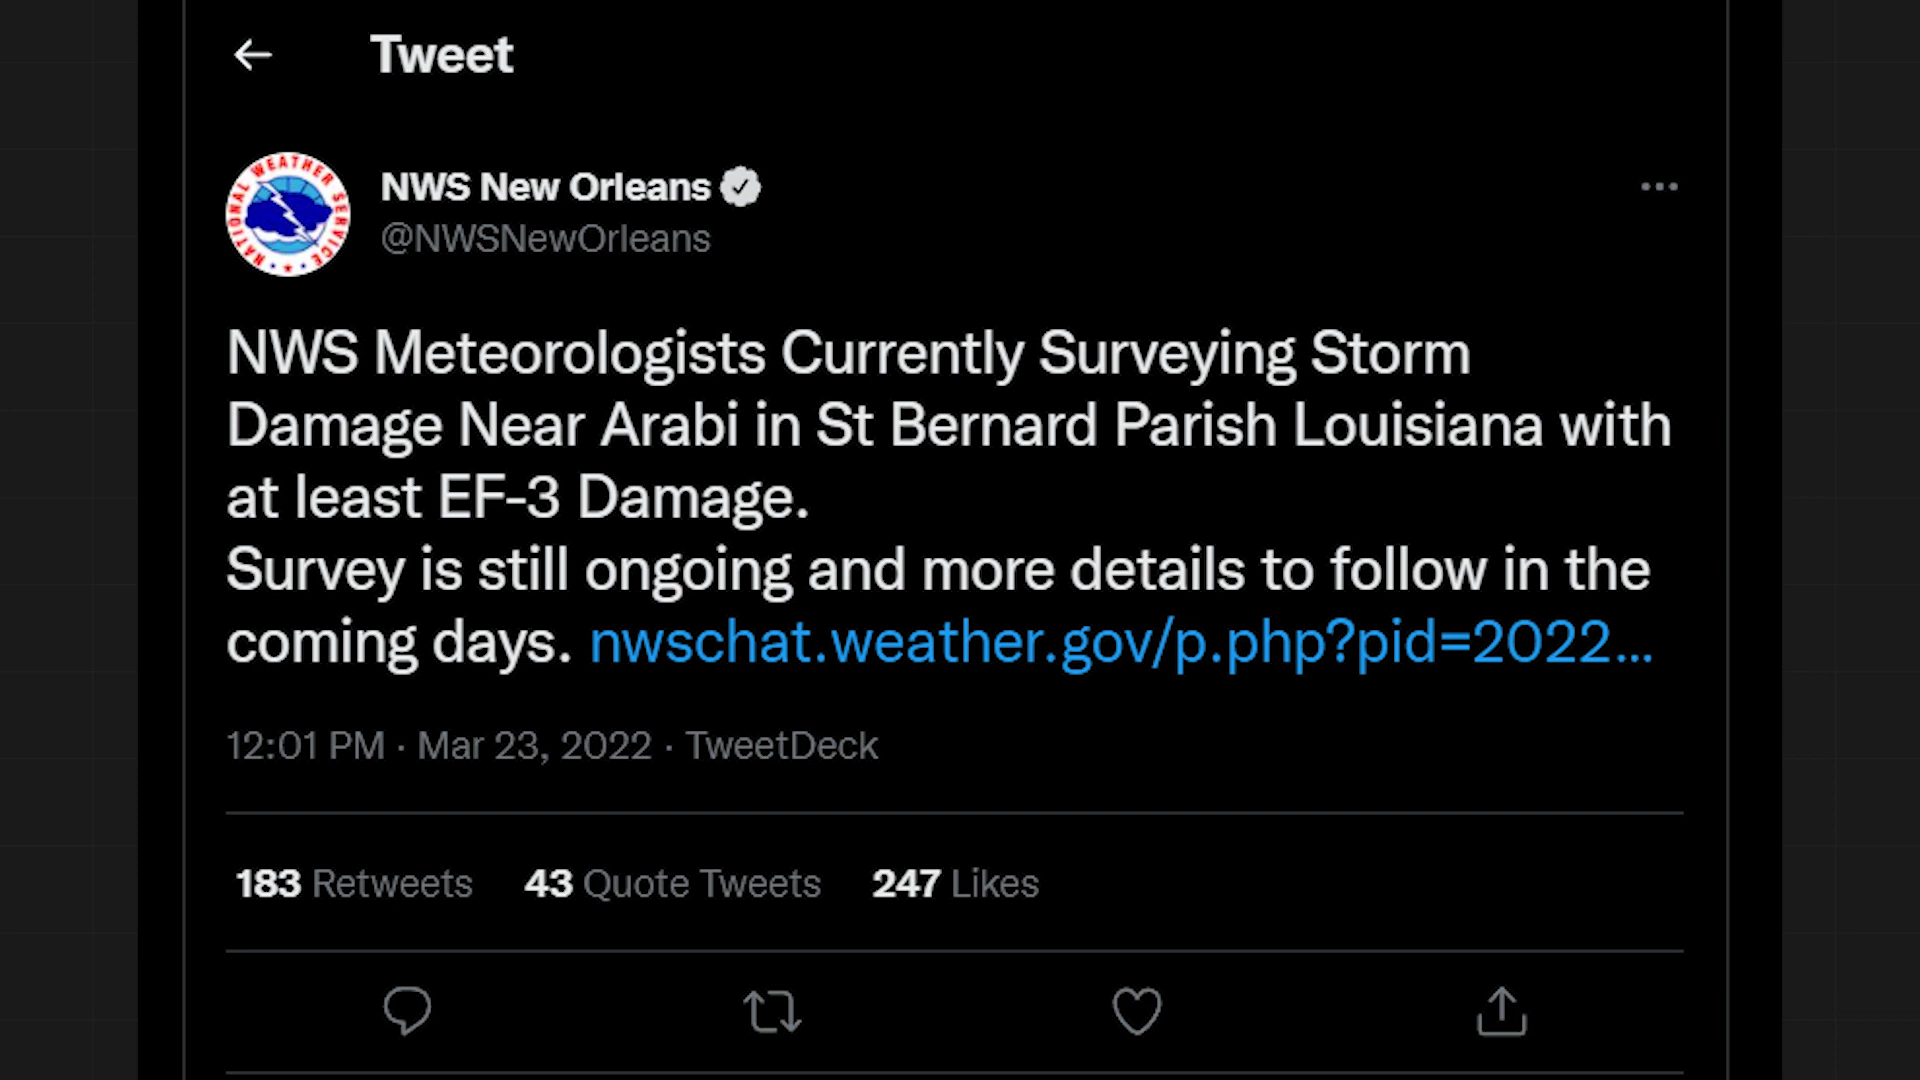 Tweet
NATIONAL WEATHER SERVICE
NWS New Orleans
@NWSNewOrleans
NWS Meteorologists Currently Surveying Storm
Damage Near Arabi in St Bernard Parish Louisiana with
at least EF-3 Damage.
Survey is still ongoing and more details to follow in the
coming days. nwschat.weather.gov/p.php?pid=2022...
12:01 PM · Mar 23, 2022 · TweetDeck
183 Retweets 43 Quote Tweets 247 Likes